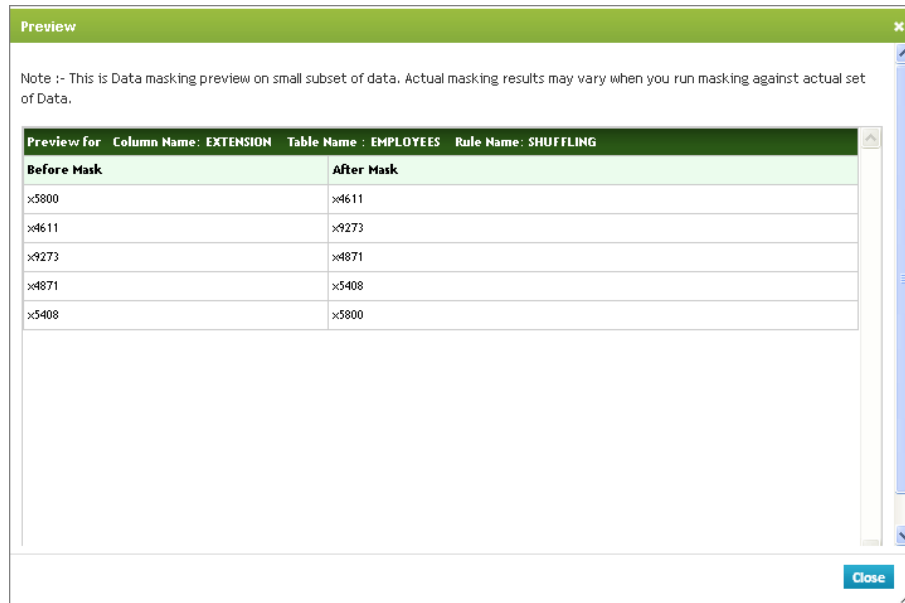 Preview
Note :- This is Data masking preview on small subset of data. Actual masking results may vary when you run masking against actual set
of Data.
Preview for Column Name: EXTENSION Table Name : EMPLOYEES Rule Name: SHUFFLING
Before Mask After Mask
x5800 x4611
x4611 x9273
x9273 x4871
x4871 x5408
x5408 x5800
Close